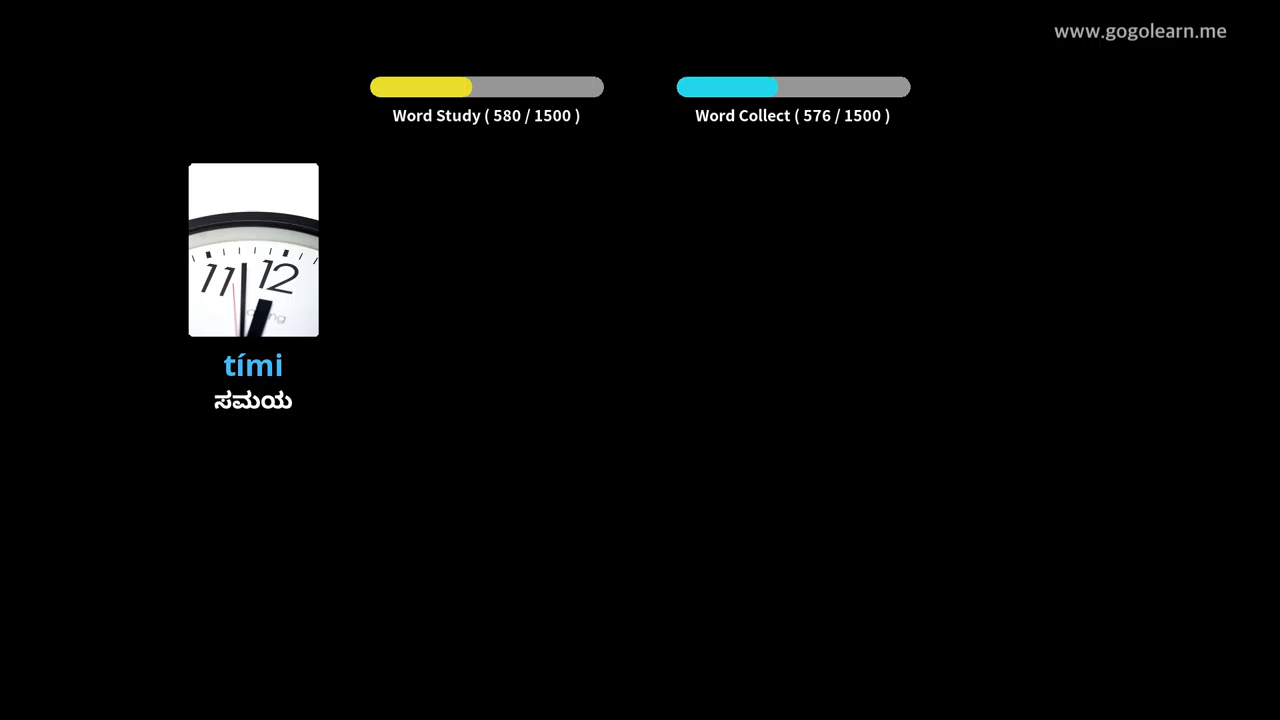 www.gogolearn.me
Word Study ( 580 / 1500 )
Word Collect ( 576 / 1500 )
11 12
tími
ಸಮಯ